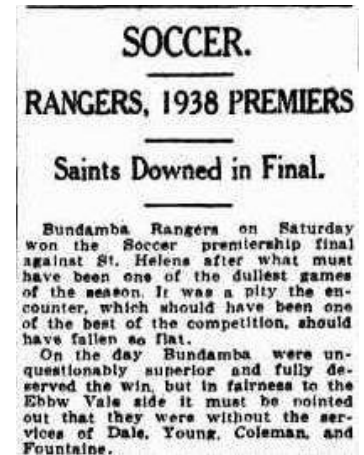 SOCCER.
RANGERS, 1938 PREMIERS
Saints Downed in Final.
Bundamba Rangers on Saturday
won the Soccer premiership final
against St. Helens after what must
have been one of the dullest games
of the season. It was a pity the en-
counter, which should have been one
of the best of the competition, should
have fallen so flat.
On the day Bundamba were un-
questionably superior and fully de-
served the win, but in fairness to the
Ebbw Vale side it must be pointed
out that they were without the ser-
vices of Dale, Young, Coleman, and
Fountaine.